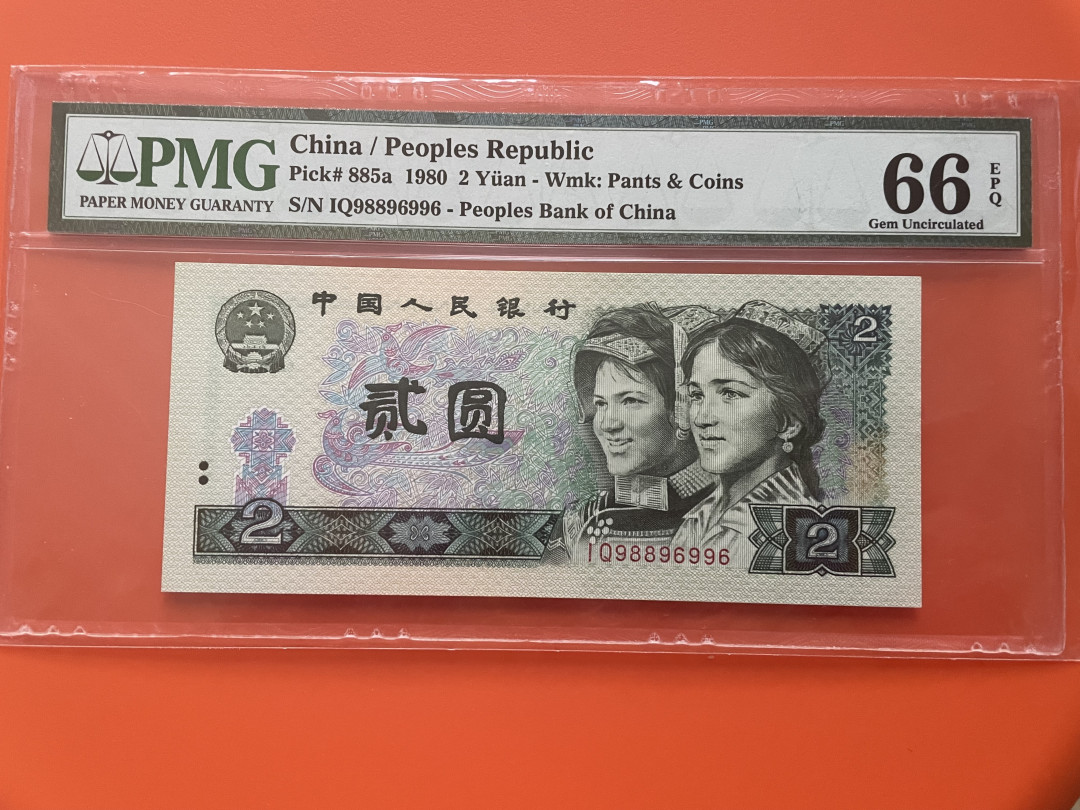 PMG
PAPER MONEY GUARANTY
China / Peoples Republic
Pick# 885a 1980 2 Yüan - Wmk: Pants & Coins
S/N IQ98896996 - Peoples Bank of China
66
EPQ
Gem Uncirculated
中国人民银行
2
贰圆
2
2
IQ98896996